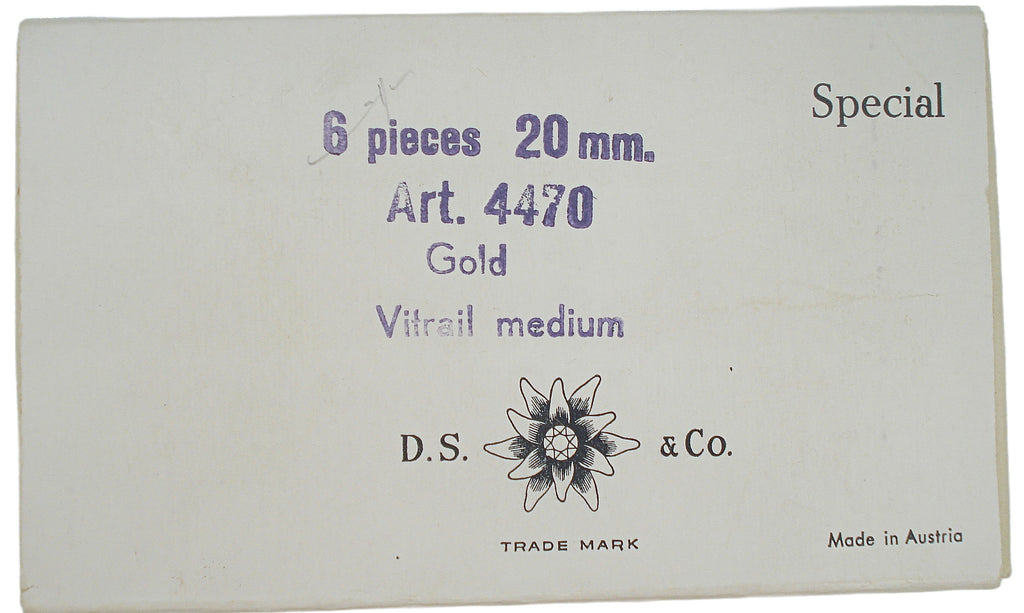 Special
6 pieces 20 mm.
Art. 4470
Gold
Vitrail medium
D.S. & Co.
TRADE MARK
Made in Austria